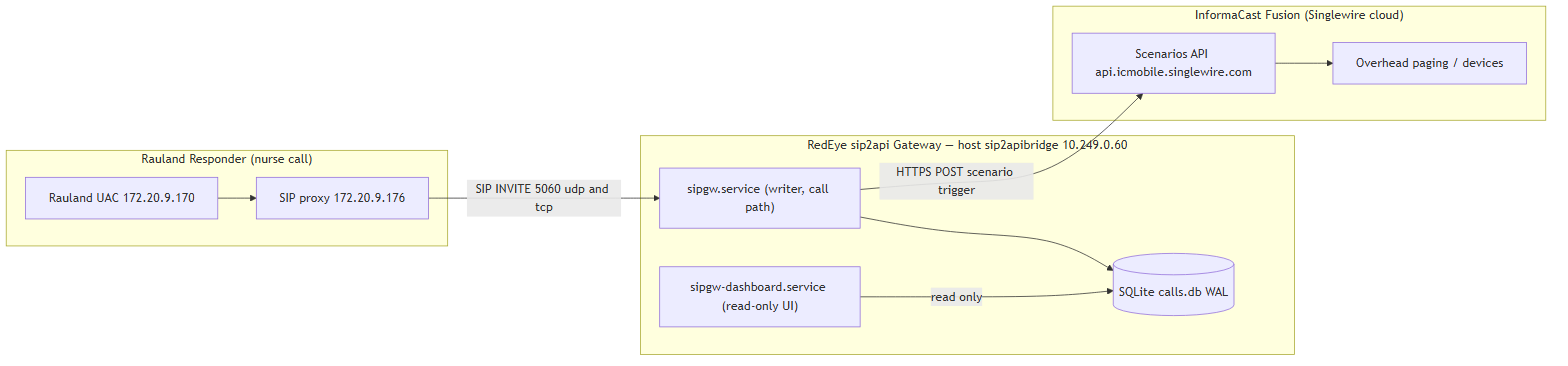 InformaCast Fusion (Singlewire cloud)
Scenarios API
api.icmobile.singlewire.com
Overhead paging / devices
RedEye sip2api Gateway — host sip2apibridge 10.249.0.60
Rauland Responder (nurse call)
Rauland UAC 172.20.9.170
SIP proxy 172.20.9.176
SIP INVITE 5060 udp and
tcp
sipgw.service (writer, call
path)
HTTPS POST scenario
trigger
sipgw-dashboard.service
(read-only UI)
read only
SQLite calls.db WAL